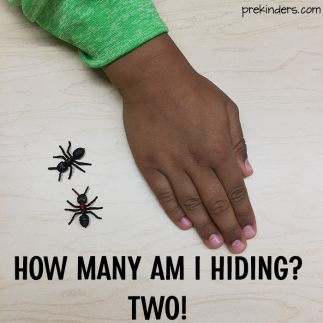 prekinders.com
HOW MANY AM I HIDING?
TWO!